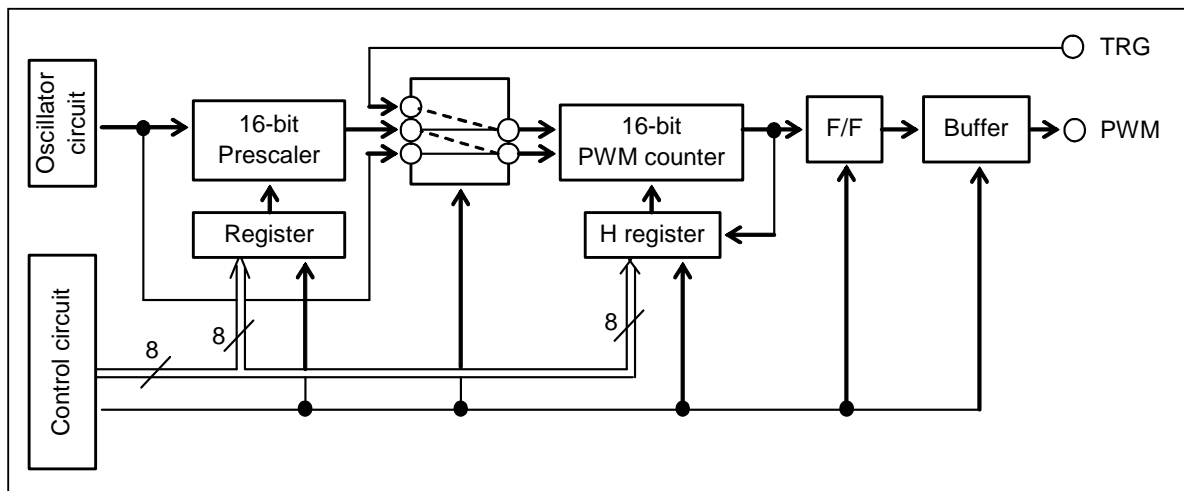 TRG
Oscillator
circuit
16-bit
Prescaler
16-bit
PWM counter
F/F
Buffer
PWM
Register
H register
Control circuit
8
8
8